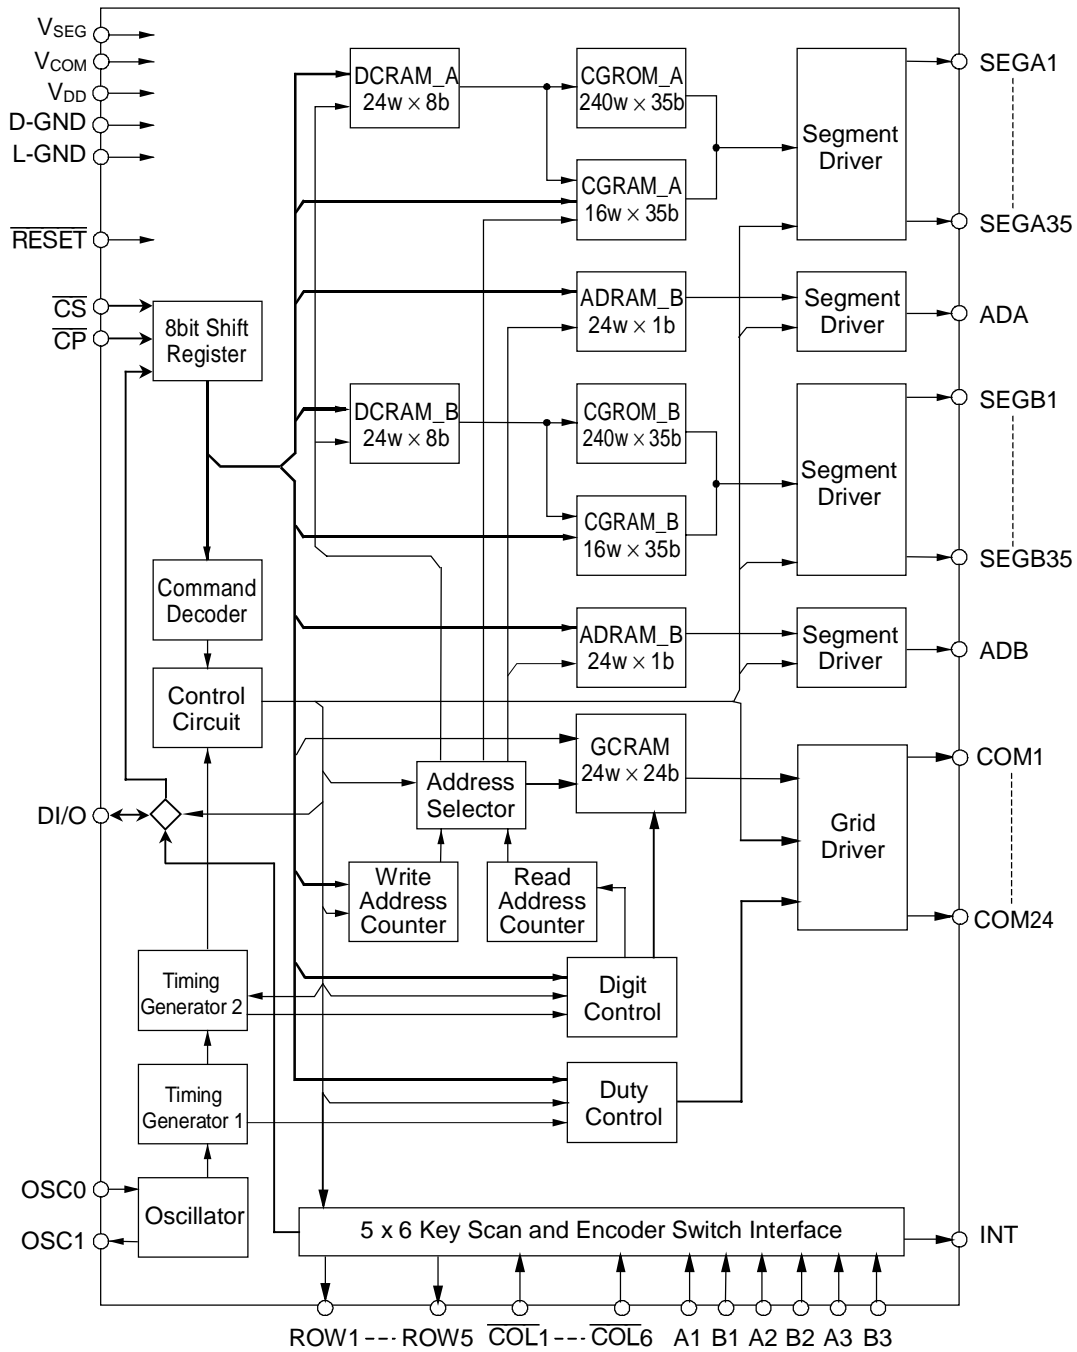 VSEG
VCOM
VDD
D-GND
L-GND
RESET
CS
CP
8bit Shift
Register
DCRAM_A
24w × 8b
CGROM_A
240w × 35b
CGRAM_A
16w × 35b
Segment
Driver
SEGA1
SEGA35
ADRAM_B
24w × 1b
Segment
Driver
ADA
DCRAM_B
24w × 8b
CGROM_B
240w × 35b
CGRAM_B
16w × 35b
Segment
Driver
SEGB1
SEGB35
Command
Decoder
ADRAM_B
24w × 1b
Segment
Driver
ADB
Control
Circuit
GCRAM
24w × 24b
Address
Selector
DI/O
Grid
Driver
COM1
COM24
Write
Address
Counter
Read
Address
Counter
Timing
Generator 2
Digit
Control
Timing
Generator 1
Duty
Control
OSC0
OSC1
Oscillator
5 x 6 Key Scan and Encoder Switch Interface
INT
ROW1 ---- ROW5 COL1 ---- COL6 A1 B1 A2 B2 A3 B3